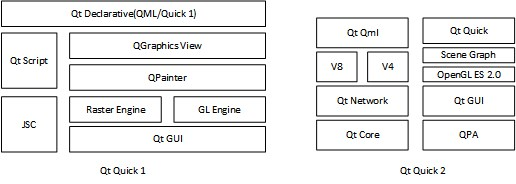 Qt Declarative(QML/Quick 1)
Qt Script
QGraphics View
QPainter
JSC
Raster Engine
GL Engine
Qt GUI
Qt Quick 1
Qt Qml
Qt Quick
V8
V4
Scene Graph
OpenGL ES 2.0
Qt Network
Qt GUI
Qt Core
QPA
Qt Quick 2